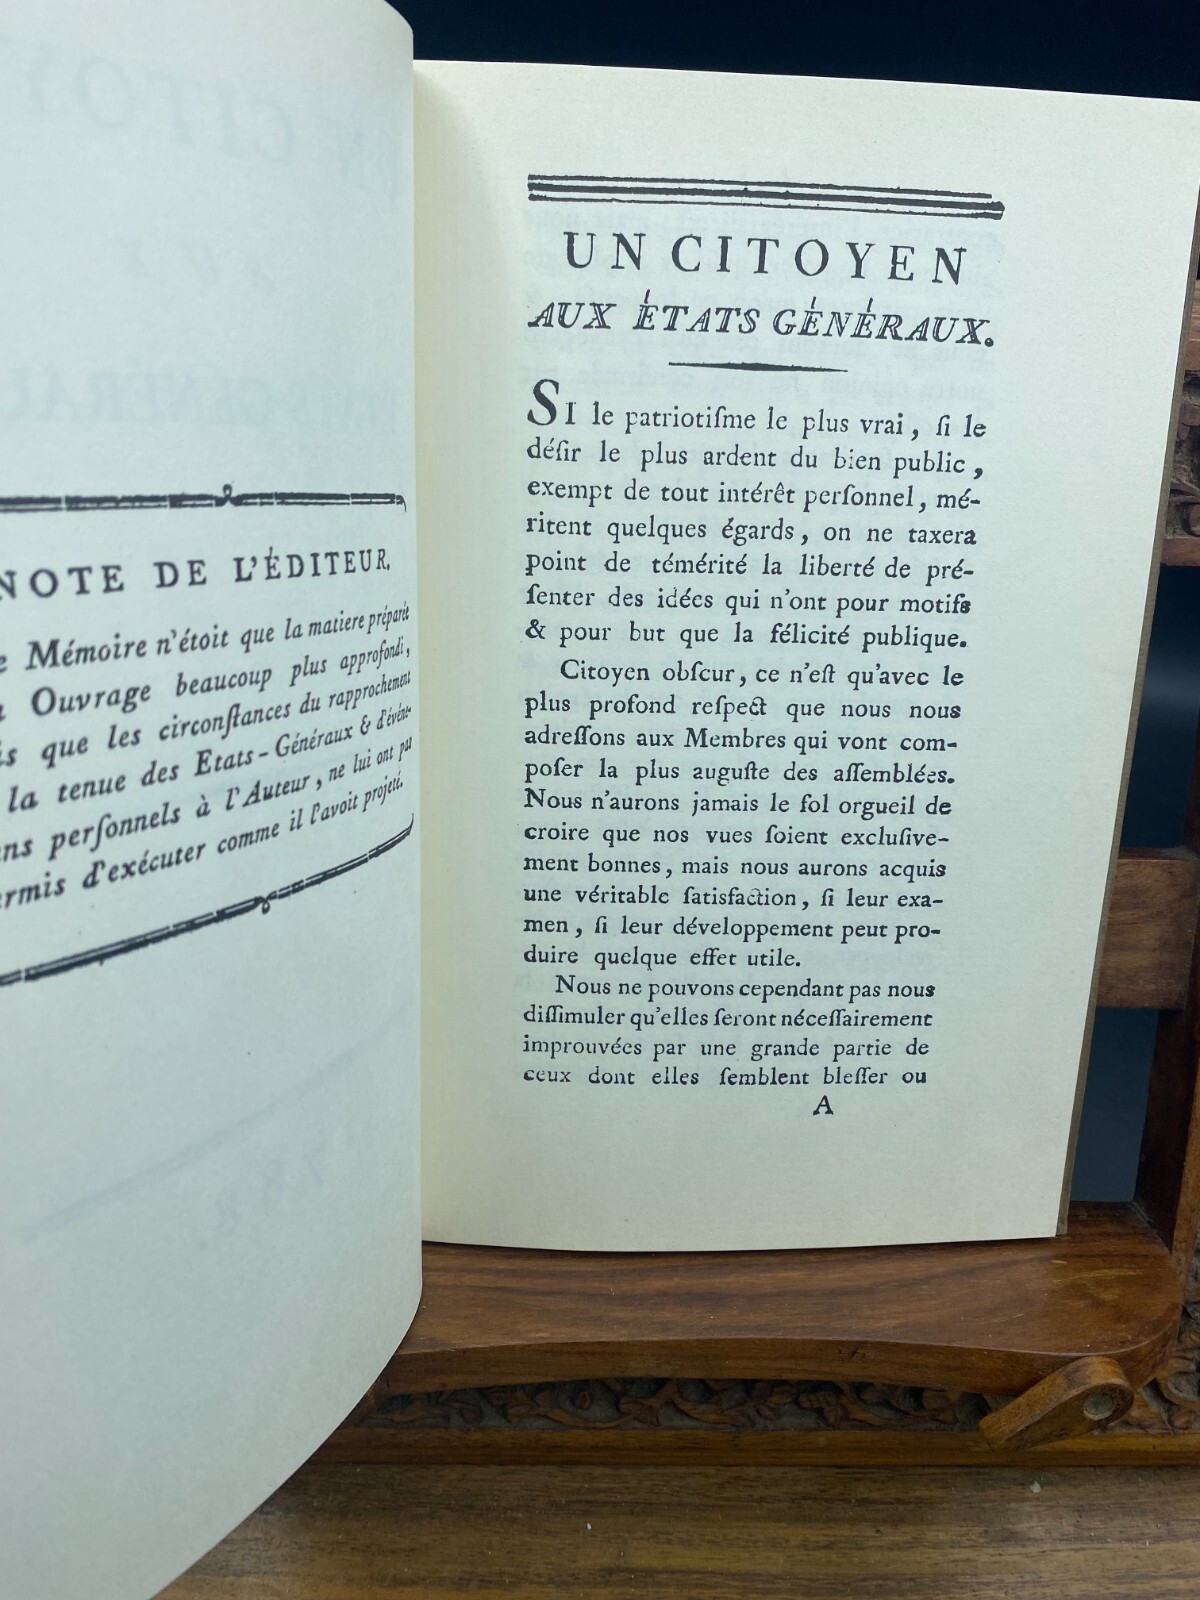 NOTE DE L'ÉDITEUR.
Mémoire n'étoit que la matiere préparée
Ouvrage beaucoup plus approfondi,
que les circonſtances du rapprochement
la tenue des Etats-Généraux & d'événe-
perſonnels à l'Auteur, ne lui ont pas
d'exécuter comme il l'avoit projeté.
UN CITOYEN
AUX ÉTATS GÉNÉRAUX.
SI le patriotiſme le plus vrai, ſi le
déſir le plus ardent du bien public,
exempt de tout intérêt perſonnel, mé-
ritent quelques égards, on ne taxera
point de témérité la liberté de pré-
ſenter des idées qui n'ont pour motifs
& pour but que la félicité publique.
Citoyen obſcur, ce n'eſt qu'avec le
plus profond reſpect que nous nous
adreſſons aux Membres qui vont com-
poſer la plus auguſte des aſſemblées.
Nous n'aurons jamais le fol orgueil de
croire que nos vues ſoient excluſive-
ment bonnes, mais nous aurons acquis
une véritable ſatisfaction, ſi leur exa-
men, ſi leur développement peut pro-
duire quelque effet utile.
Nous ne pouvons cependant pas nous
diſſimuler qu'elles ſeront néceſſairement
improuvées par une grande partie de
ceux dont elles ſemblent bleſſer ou
A